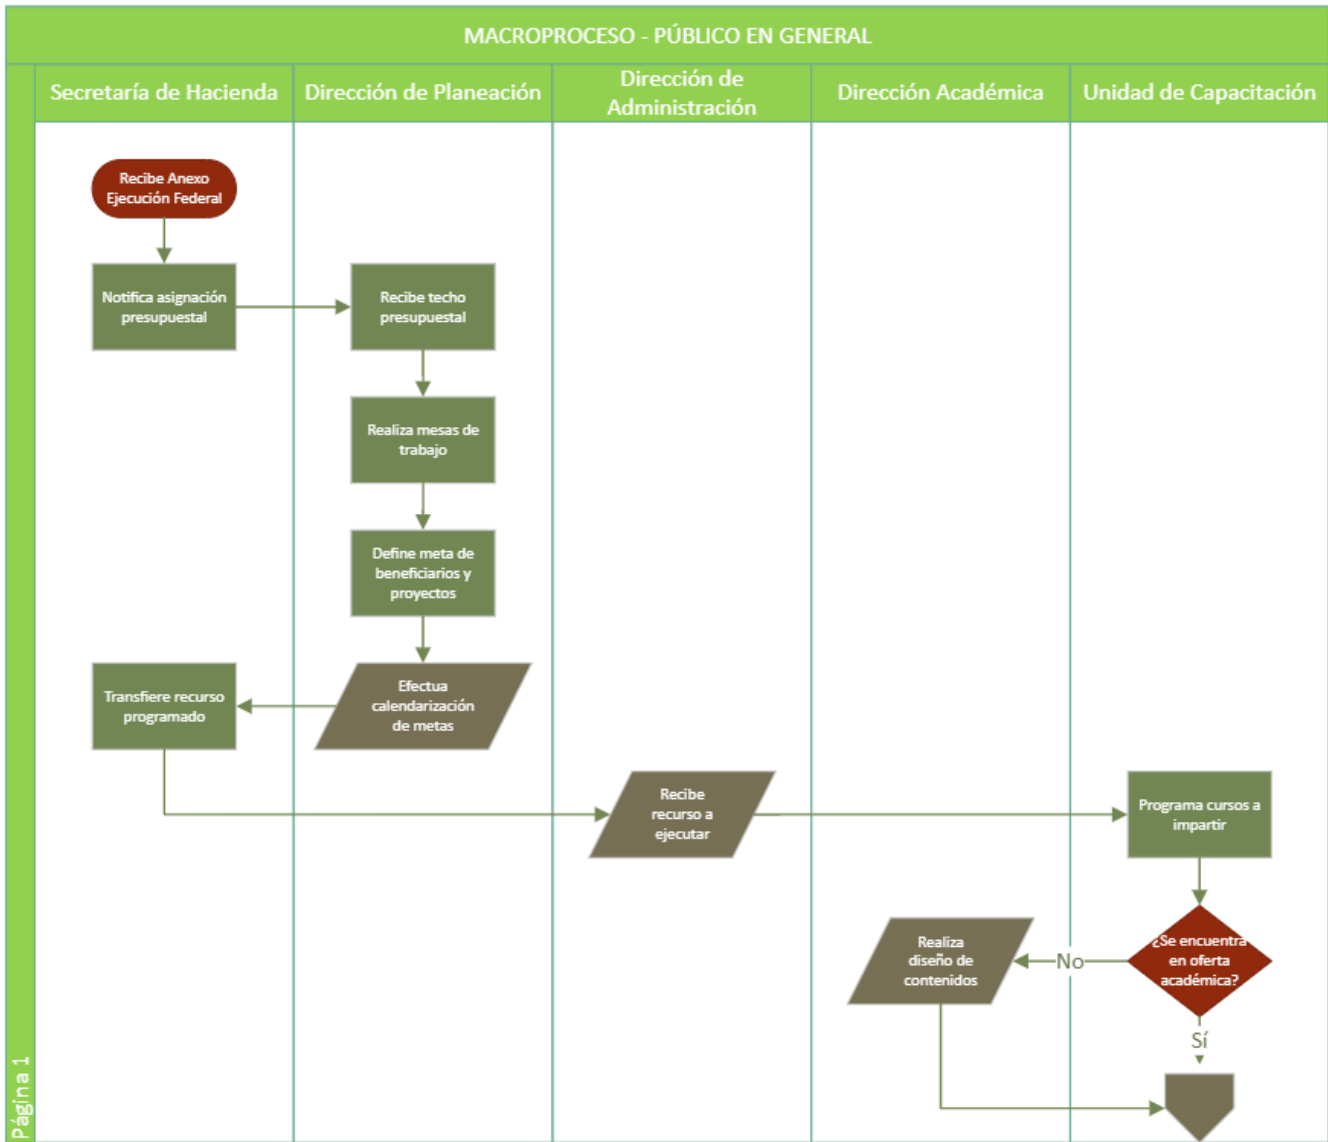 MACROPROCESO - PÚBLICO EN GENERAL
Secretaría de Hacienda
Dirección de Planeación
Dirección de
Administración
Dirección Académica
Unidad de Capacitación
Recibe Anexo
Ejecución Federal
Notifica asignación
presupuestal
Recibe techo
presupuestal
Realiza mesas de
trabajo
Define meta de
beneficiarios y
proyectos
Transfiere recurso
programado
Efectua
calendarización
de metas
Recibe
recurso a
ejecutar
Programa cursos a
impartir
Realiza
diseño de
contenidos
No
¿Se encuentra
en oferta
académica?
Sí
Página 1